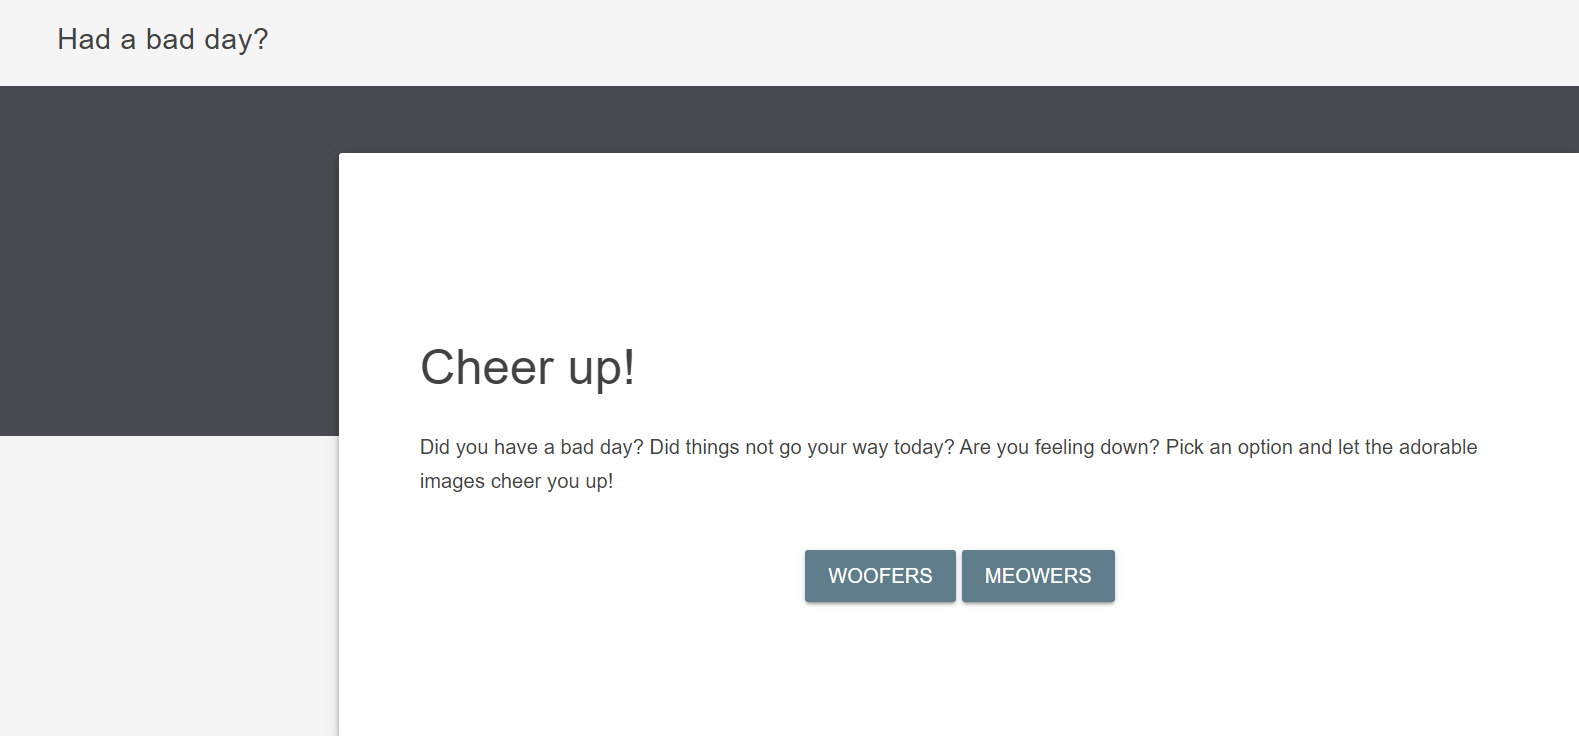 Had a bad day?
Cheer up!
Did you have a bad day? Did things not go your way today? Are you feeling down? Pick an option and let the adorable
images cheer you up!
WOOFERS MEOWERS